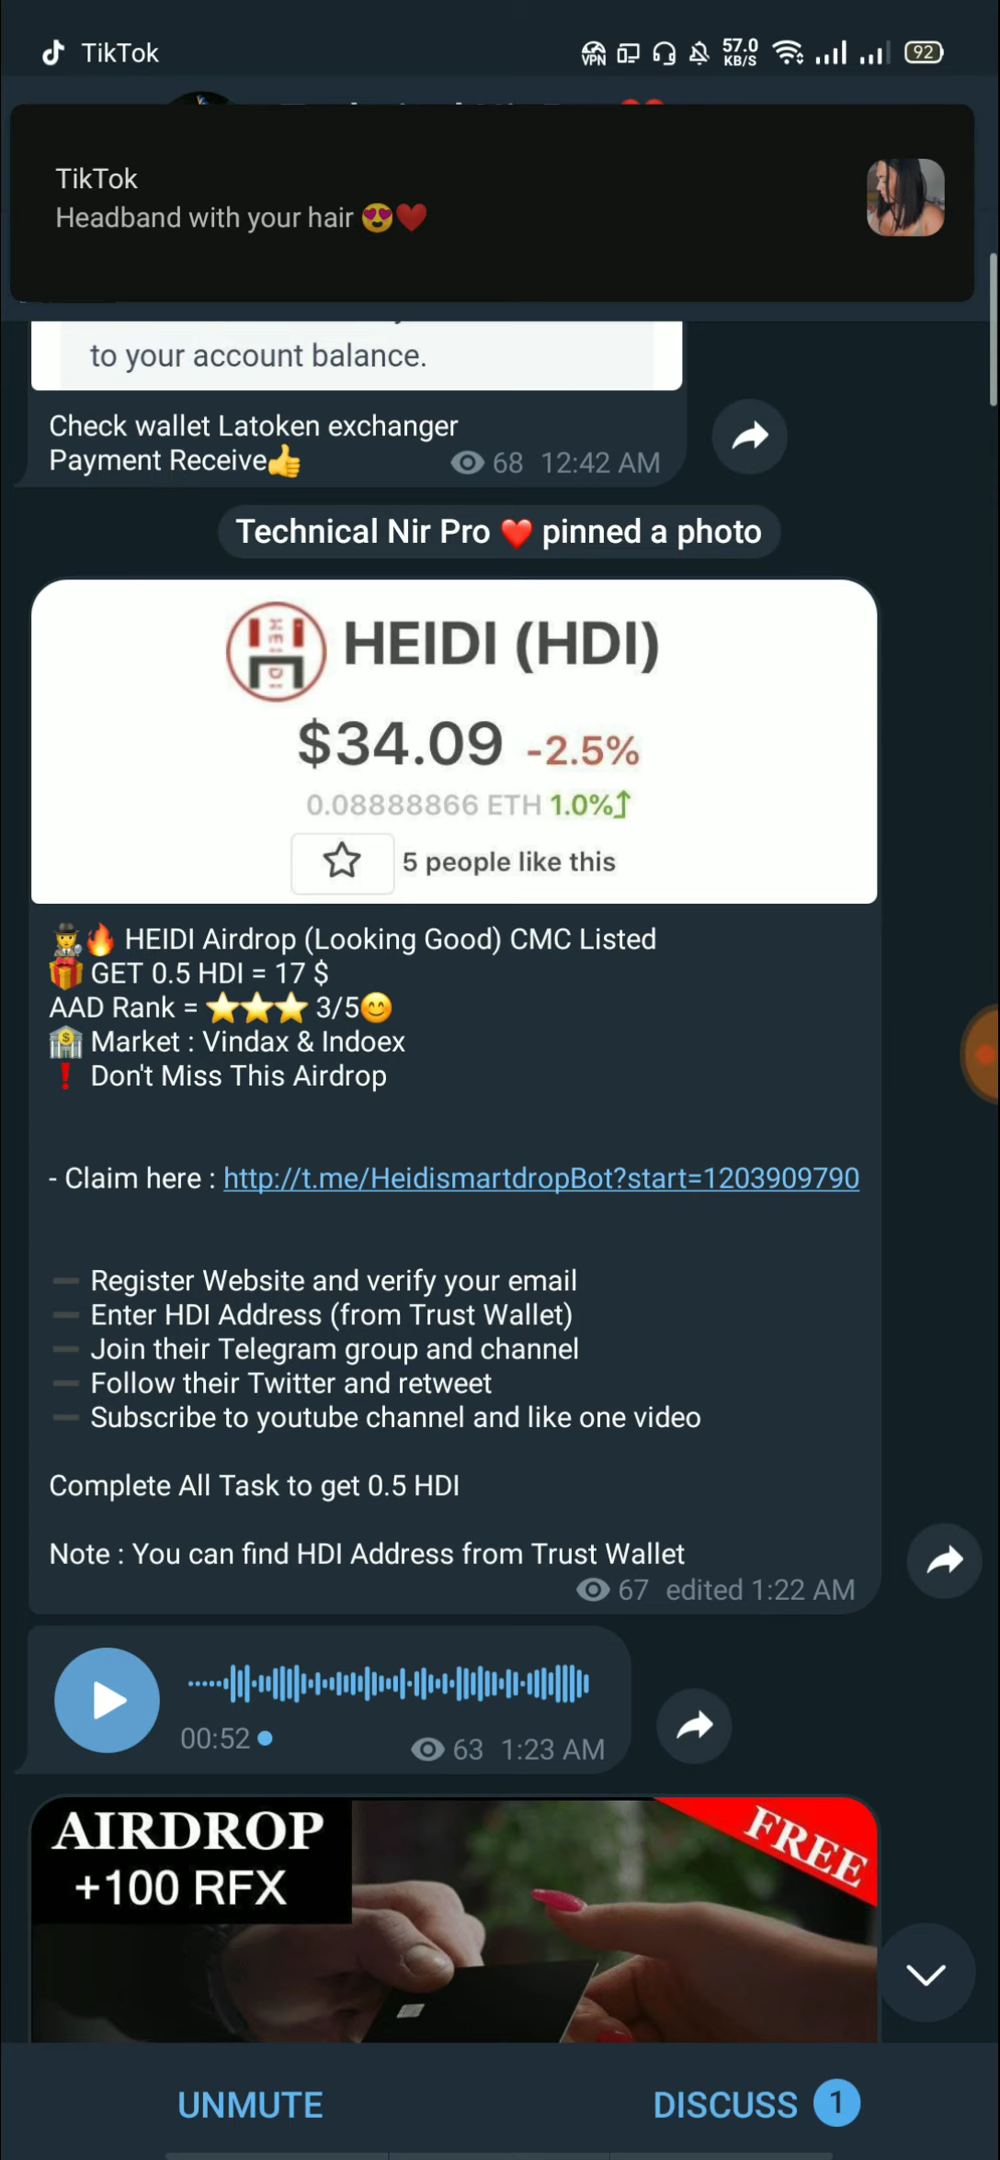 TikTok
VPN
57.0
KB/S
92
TikTok
Headband with your hair 😍❤️
to your account balance.
Check wallet Latoken exchanger
Payment Receive👍
68 12:42 AM
Technical Nir Pro ❤️ pinned a photo
HEIDI
HEIDI (HDI)
$34.09 -2.5%
0.08888866 ETH 1.0%⤴
5 people like this
🕵️🔥 HEIDI Airdrop (Looking Good) CMC Listed
🎁 GET 0.5 HDI = 17 $
AAD Rank = ⭐⭐⭐ 3/5😊
🏦 Market : Vindax & Indoex
❗ Don't Miss This Airdrop
- Claim here : http://t.me/HeidismartdropBot?start=1203909790
➖ Register Website and verify your email
➖ Enter HDI Address (from Trust Wallet)
➖ Join their Telegram group and channel
➖ Follow their Twitter and retweet
➖ Subscribe to youtube channel and like one video
Complete All Task to get 0.5 HDI
Note : You can find HDI Address from Trust Wallet
67 edited 1:22 AM
00:52
63 1:23 AM
AIRDROP
+100 RFX
FREE
UNMUTE
DISCUSS 1